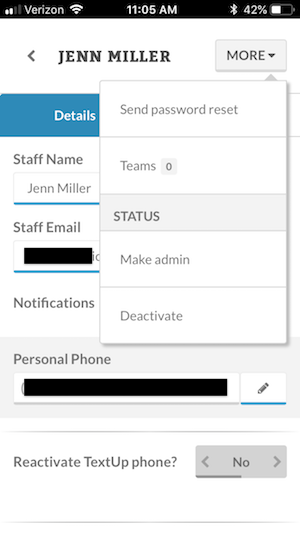 Verizon 11:05 AM 42%
JENN MILLER MORE
Send password reset
Details
Teams 0
Staff Name
Jenn Miller
STATUS
Staff Email
Make admin
Notifications
Deactivate
Personal Phone
(
Reactivate TextUp phone? No